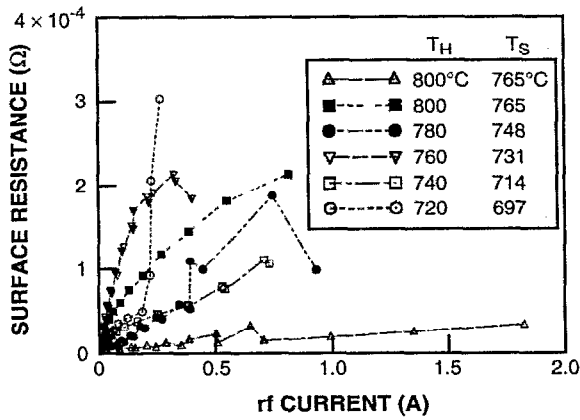 4 × 10⁻⁴
3
2
1
0
0
0.5
1.0
1.5
2.0
SURFACE RESISTANCE (Ω)
rf CURRENT (A)
T_H T_S
800°C 765°C
800 765
780 748
760 731
740 714
720 697